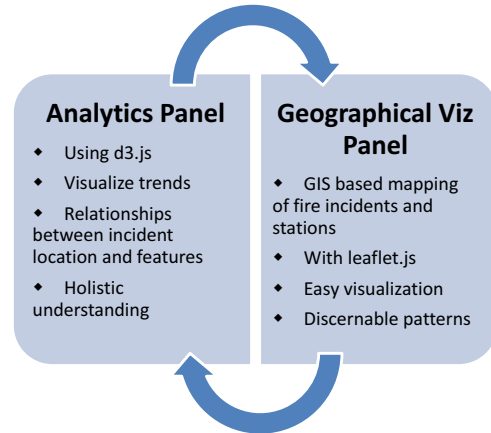 Analytics Panel
◆ Using d3.js
◆ Visualize trends
◆ Relationships
between incident
location and features
◆ Holistic
understanding
Geographical Viz
Panel
◆ GIS based mapping
of fire incidents and
stations
◆ With leaflet.js
◆ Easy visualization
◆ Discernable patterns